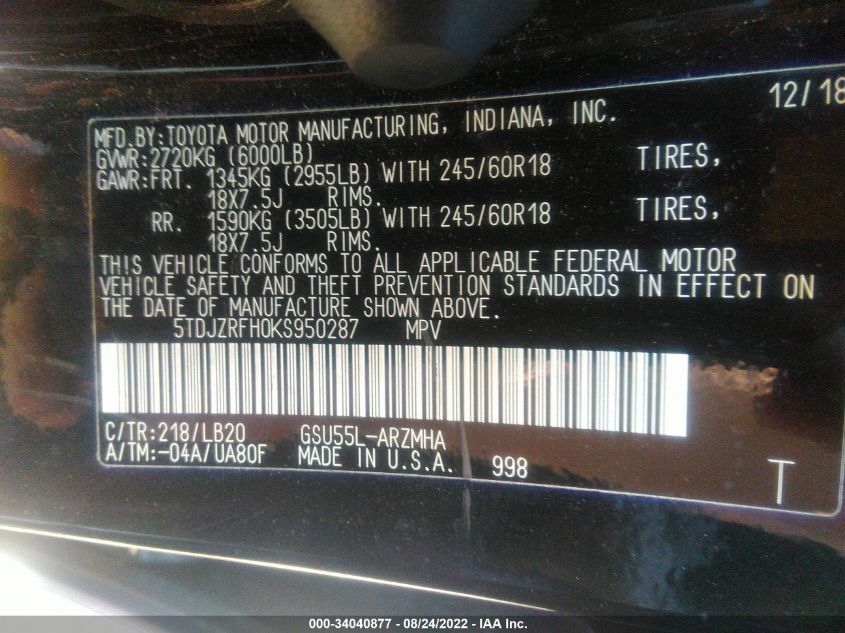 12/18
MFD.BY:TOYOTA MOTOR MANUFACTURING, INDIANA, INC.
GVWR:2720KG (6000LB)
GAWR:FRT. 1345KG (2955LB) WITH 245/60R18 TIRES,
18X7.5J RIMS.
RR. 1590KG (3505LB) WITH 245/60R18 TIRES,
18X7.5J RIMS.
THIS VEHICLE CONFORMS TO ALL APPLICABLE FEDERAL MOTOR
VEHICLE SAFETY AND THEFT PREVENTION STANDARDS IN EFFECT ON
THE DATE OF MANUFACTURE SHOWN ABOVE.
5TDJZRFH0KS950287 MPV
C/TR:218/LB20 GSU55L-ARZMHA
A/TM:-04A/UA80F MADE IN U.S.A. 998 T
000-34040877 - 08/24/2022 - IAA Inc.